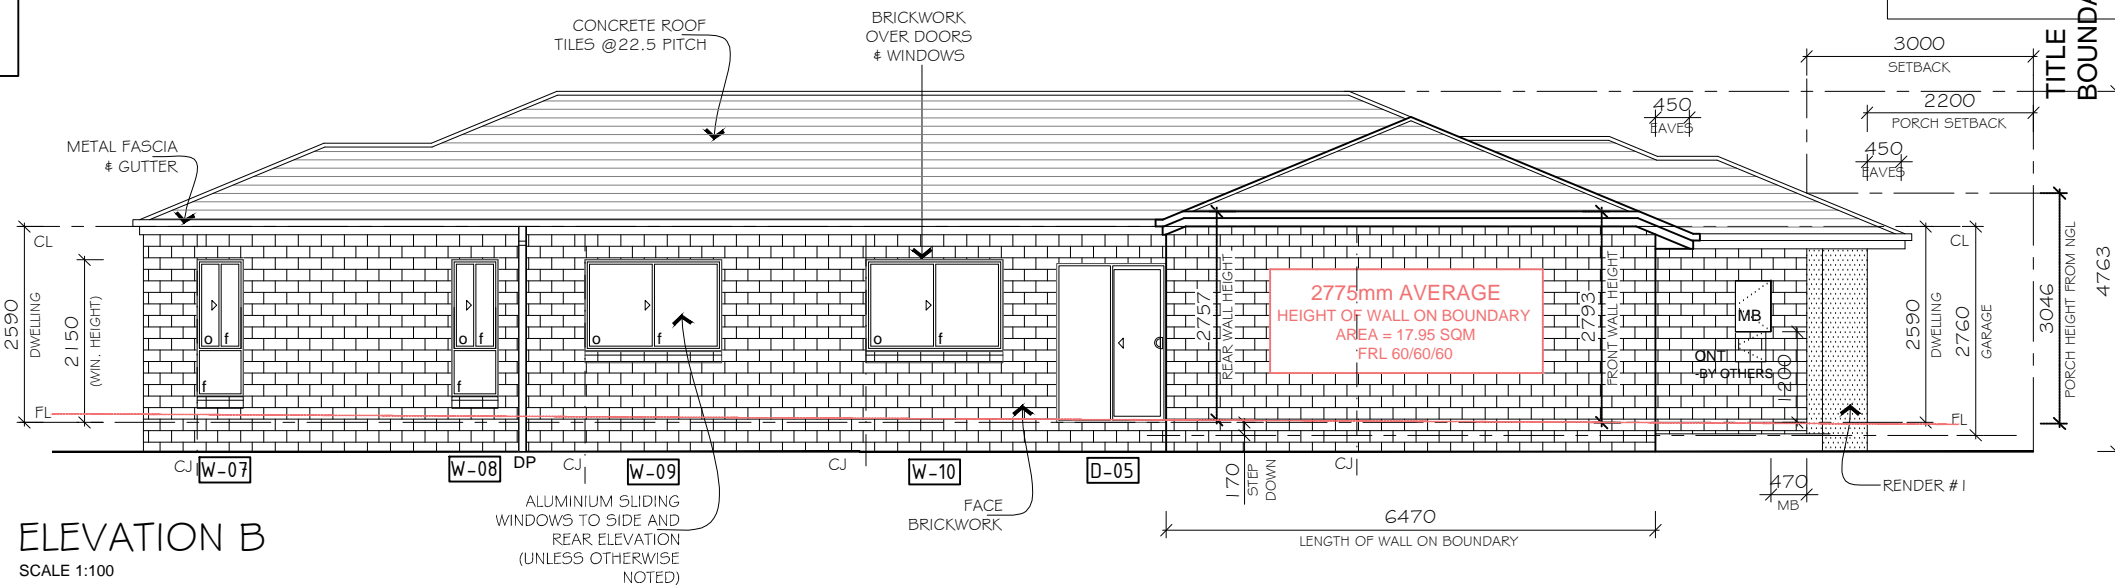 CONCRETE ROOF
TILES @22.5 PITCH
BRICKWORK
OVER DOORS
& WINDOWS
METAL FASCIA
& GUTTER
3000
SETBACK
TITLE
450
EAVES
2200
PORCH SETBACK
450
EAVES
CL
FL
2590
DWELLING
2150
(WIN. HEIGHT)
o
f
f
o
f
f
o
f
o
f
2757
REAR WALL HEIGHT
2775mm AVERAGE
HEIGHT OF WALL ON BOUNDARY
AREA = 17.95 SQM
FRL 60/60/60
2793
FRONT WALL HEIGHT
MB
-BY OTHERS
1200
CL
FL
2590
DWELLING
2760
GARAGE
3046
PORCH HEIGHT FROM NGL
4763
CJ
W-07
W-08
DP
CJ
W-09
CJ
W-10
D-05
170
STEP
DOWN
CJ
470
MB
RENDER #1
ALUMINIUM SLIDING
WINDOWS TO SIDE AND
REAR ELEVATION
(UNLESS OTHERWISE
NOTED)
FACE
BRICKWORK
6470
LENGTH OF WALL ON BOUNDARY
ELEVATION B
SCALE 1:100